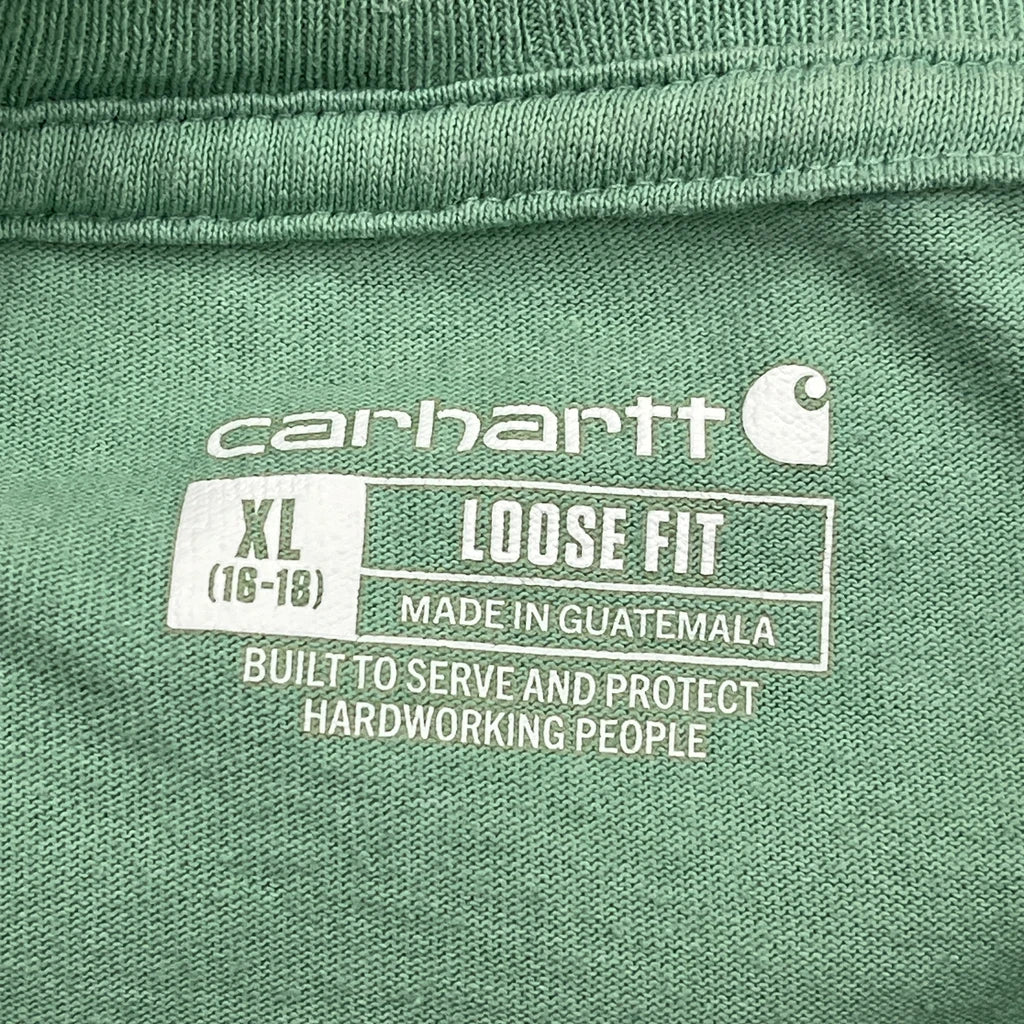 carhartt
XL
(16-18)
LOOSE FIT
MADE IN GUATEMALA
BUILT TO SERVE AND PROTECT
HARDWORKING PEOPLE